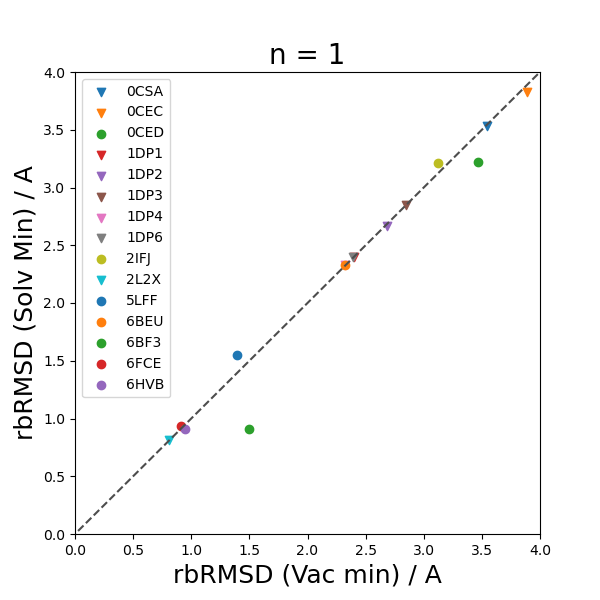 n = 1
rbRMSD (Solv Min) / A
4.0
3.5
3.0
2.5
2.0
1.5
1.0
0.5
0.0
0CSA
0CEC
0CED
1DP1
1DP2
1DP3
1DP4
1DP6
2IFJ
2L2X
5LFF
6BEU
6BF3
6FCE
6HVB
0.0 0.5 1.0 1.5 2.0 2.5 3.0 3.5 4.0
rbRMSD (Vac min) / A